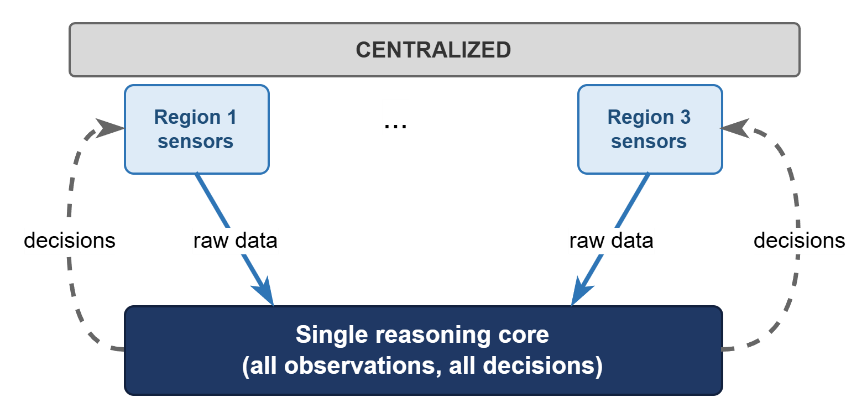 CENTRALIZED
Region 1
sensors
...
Region 3
sensors
decisions
raw data
raw data
decisions
Single reasoning core
(all observations, all decisions)